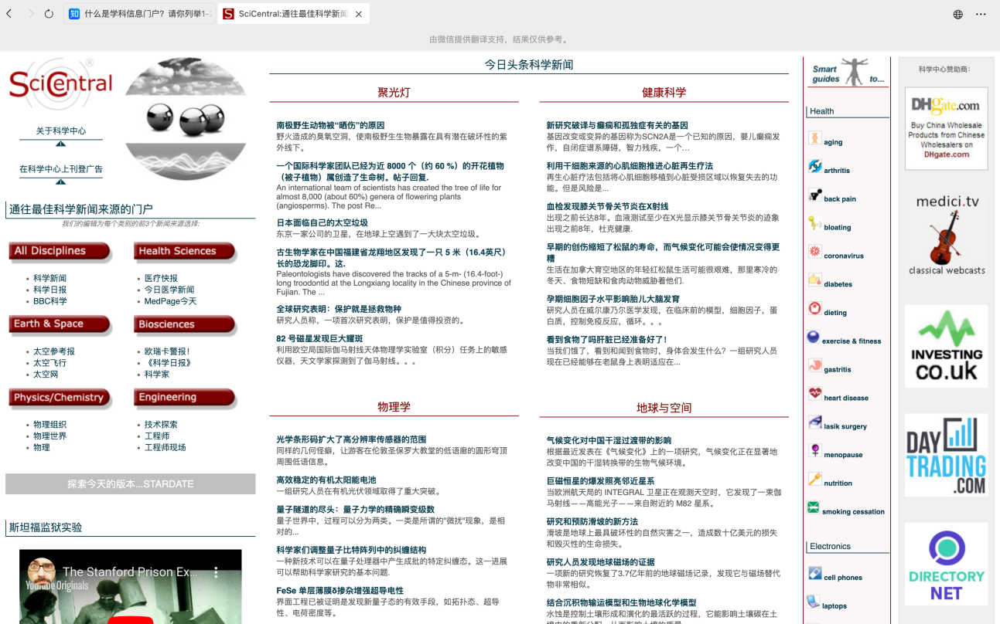 什么是学科信息门户？请你列举1-
SciCentral:通往最佳科学新闻
由微信提供翻译支持，结果仅供参考。
SciCentral®
关于科学中心
在科学中心上刊登广告
通往最佳科学新闻来源的门户
我们的编辑为每个类别的前3个新闻来源选择:
All Disciplines
科学新闻
科学日报
BBC科学
Health Sciences
医疗快报
今日医学新闻
MedPage今天
Earth & Space
太空参考报
太空飞行
太空网
Biosciences
欧瑞卡警报！
《科学日报》
科学家
Physics/Chemistry
物理组织
物理世界
物理
Engineering
技术探索
工程师
工程师现场
探索今天的版本...STARDATE
斯坦福监狱实验
The Stanford Prison Ex...
YouTube Originals
今日头条科学新闻
聚光灯
南极野生动物被“晒伤”的原因
野火造成的臭氧空洞，使南极野生生物暴露在具有潜在破坏性的紫
外线下。
一个国际科学家团队已经为近 8000 个（约 60 %）的开花植物
（被子植物）属创造了生命树。帖子回复.
An international team of scientists has created the tree of life for
almost 8,000 (about 60%) genera of flowering plants
(angiosperms). The post Re...
日本面临自己的太空垃圾
东京一家公司的卫星，在地球上空遇到了一大块太空垃圾。
古生物学家在中国福建省龙翔地区发现了一只 5 米（16.4英尺）
长的恐龙脚印。这.
Paleontologists have discovered the tracks of a 5-m- (16.4-foot-)
long troodontid at the Longxiang locality in the Chinese province of
Fujian. The ...
全球研究表明：保护就是拯救物种
研究人员称，一项首次研究表明，保护是值得投资的。
82 号磁星发现巨大耀斑
利用欧空局国际伽马射线天体物理学实验室（积分）任务上的敏感
仪器，天文学家探测到了伽马射线。。。
健康科学
新研究破译与癫痫和孤独症有关的基因
基因改变或变异的基因称为SCN2A是一个已知的原因，婴儿癫痫发
作，自闭症谱系障碍，智力残疾，一个...
利用干细胞来源的心肌细胞推进心脏再生疗法
再生心脏疗法包括将心肌细胞移植到心脏受损区域以恢复失去的功
能。但是风险是...
血检发现膝关节骨关节炎在X射线
出现之前长达8年。血液测试至少在X光显示膝关节骨关节炎的迹象
出现之前8年，杜克健康.
早期的创伤缩短了松鼠的寿命，而气候变化可能会使情况变得更
糟
生活在加拿大育空地区的年轻红松鼠生活可能很艰难，那里寒冷的
冬天、食物短缺和食肉动物威胁着他们.
孕期细胞因子水平影响胎儿大脑发育
研究人员在威尔康乃尔医学发现，在临床前的模型，细胞因子，蛋
白质，控制免疫反应，循环。。。
看到食物了吗肝脏已经准备好了！
当我们饿了，看到和闻到食物时，身体会发生什么？一组研究人员
现在已经能够在老鼠身上表明适应在...
物理学
光学条形码扩大了高分辨率传感器的范围
同样的几何怪癖，让游客在伦敦圣保罗大教堂的低语廊的圆形穹顶
周围低语信息。
高效稳定的有机太阳能电池
一组研究人员在有机光伏领域取得了重大突破。
量子隧道的尽头：量子力学的精确瞬变级数
量子世界中，过程可以分为两类。一类是所谓的"微扰"现象，是相
对的...
科学家们调整量子比特阵列中的纠缠结构
一种新技术可以在量子处理器中产生成批的特定纠缠态。这一进展
可以帮助科学家研究的基本问题.
FeSe 单层薄膜δ掺杂增强超导电性
界面工程已被证明是发现新量子态的有效手段，如拓扑态、超导
性、电荷密度等。
地球与空间
气候变化对中国干湿过渡带的影响
根据最近发表在《气候变化》上的一项研究，气候变化正在显著地
改变中国的干湿转换带的生物气候环境。
巨磁恒星的爆发照亮邻近星系
当欧洲航天局的 INTEGRAL 卫星正在观测天空时，它发现了一束伽
马射线——高能光子——来自附近的 M82 星系。
研究和预防滑坡的新方法
滑坡是地球上最具破坏性的自然灾害之一，造成数十亿美元的损失
和毁灭性的生命损失。
研究人员发现地球磁场的证据
一项新的研究恢复了3.7亿年前的地球磁场记录，发现它与磁场替代
物非常相似。
结合沉积物输运模型和生物地球化学模型
水蚀是控制土壤形成和演化的最活跃的过程，它能影响土壤碳在土
Smart
guides to...
Health
aging
arthritis
back pain
bloating
coronavirus
diabetes
dieting
exercise & fitness
gastritis
heart disease
lasik surgery
menopause
nutrition
smoking cessation
Electronics
cell phones
laptops
科学中心赞助商:
DHgate.com
Buy China Wholesale
Products from Chinese
Wholesalers on
DHgate.com
medici.tv
classical webcasts
INVESTING
CO.UK
DAY
TRADING
.COM
DIRECTORY
NET